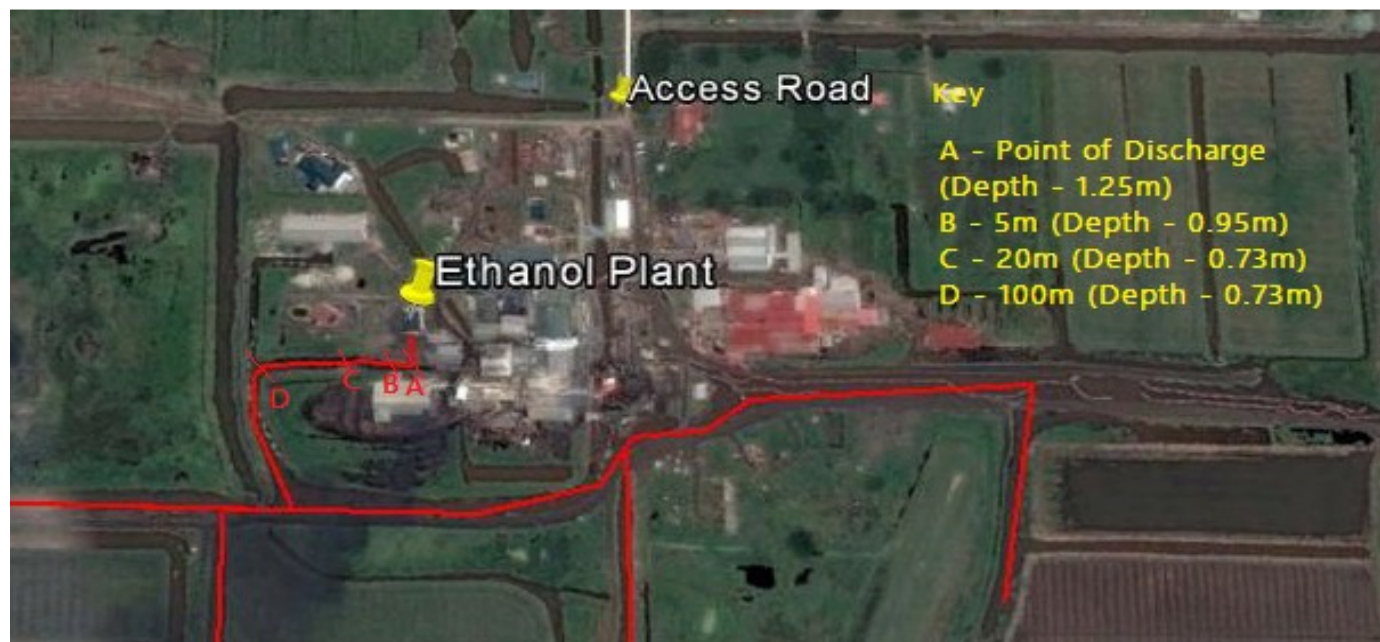 Access Road
Key
A - Point of Discharge
(Depth - 1.25m)
B - 5m (Depth - 0.95m)
C - 20m (Depth - 0.73m)
D - 100m (Depth - 0.73m)
Ethanol Plant
C
B
A
D